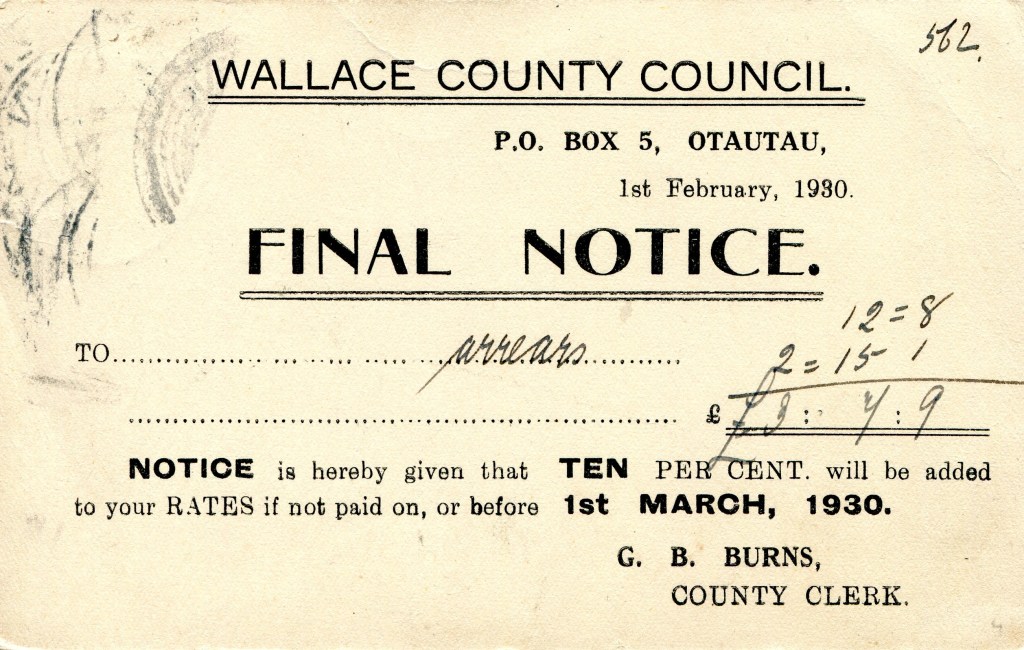 562.
WALLACE COUNTY COUNCIL.
P.O. BOX 5, OTAUTAU,
1st February, 1930.
FINAL NOTICE.
12=8
TO arrears
2=15 1
£ £3: 7: 9
NOTICE is hereby given that TEN PER CENT. will be added
to your RATES if not paid on, or before 1st MARCH, 1930.
G. B. BURNS,
COUNTY CLERK.